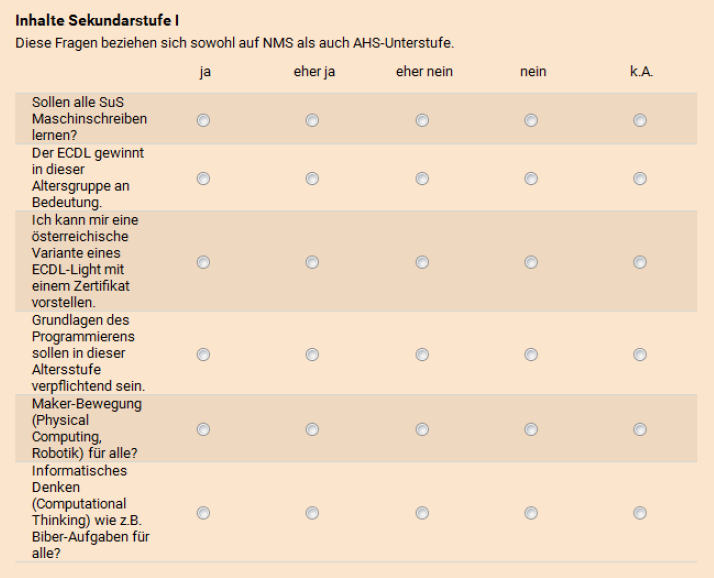 Inhalte Sekundarstufe I
Diese Fragen beziehen sich sowohl auf NMS als auch AHS-Unterstufe.
ja eher ja eher nein nein k.A.
Sollen alle SuS
Maschinschreiben
lernen?
Der ECDL gewinnt
in dieser
Altersgruppe an
Bedeutung.
Ich kann mir eine
österreichische
Variante eines
ECDL-Light mit
einem Zertifikat
vorstellen.
Grundlagen des
Programmierens
sollen in dieser
Altersstufe
verpflichtend sein.
Maker-Bewegung
(Physical
Computing,
Robotik) für alle?
Informatisches
Denken
(Computational
Thinking) wie z.B.
Biber-Aufgaben für
alle?